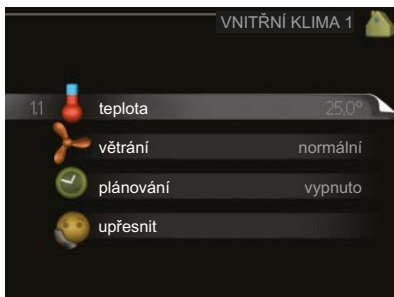 VNITŘNÍ KLIMA 1
1.1 teplota 25,0°
větrání normální
plánování vypnuto
upřesnit